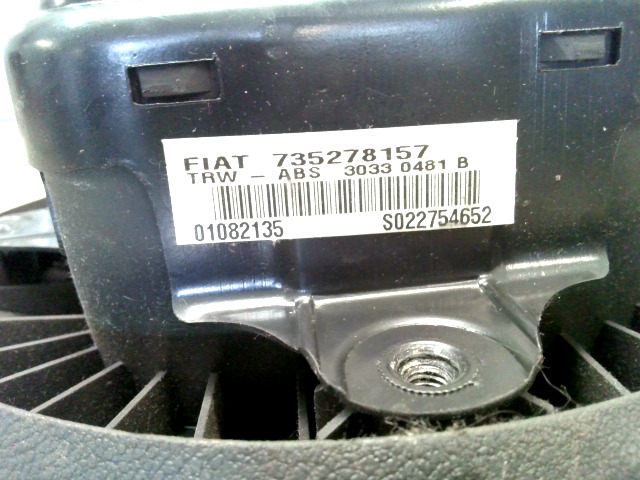 FIAT 735278157
TRW - ABS 3033 0481 B
01082135 S022754652